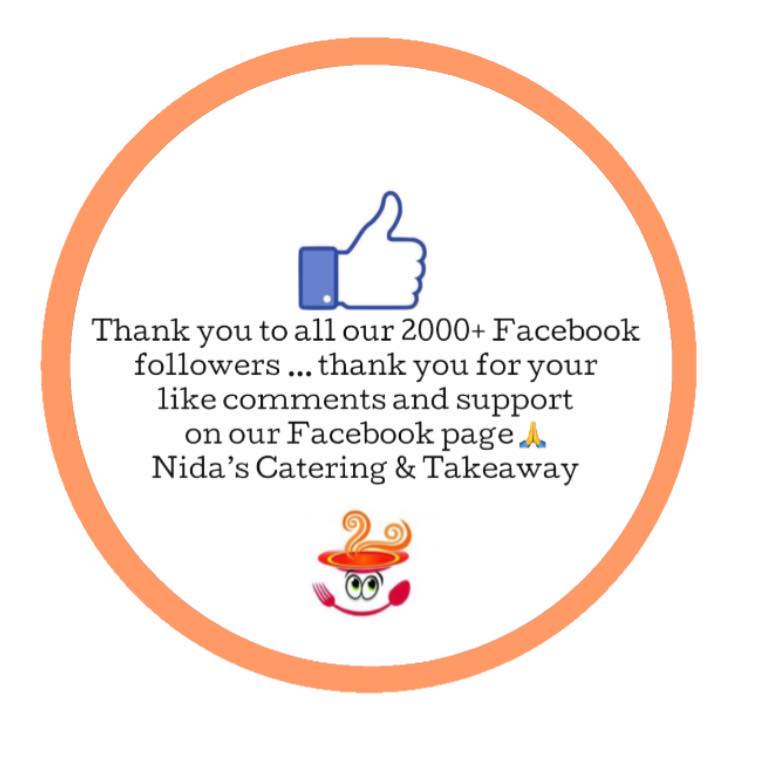 Thank you to all our 2000+ Facebook
followers ... thank you for your
like comments and support
on our Facebook page 🙏
Nida's Catering & Takeaway